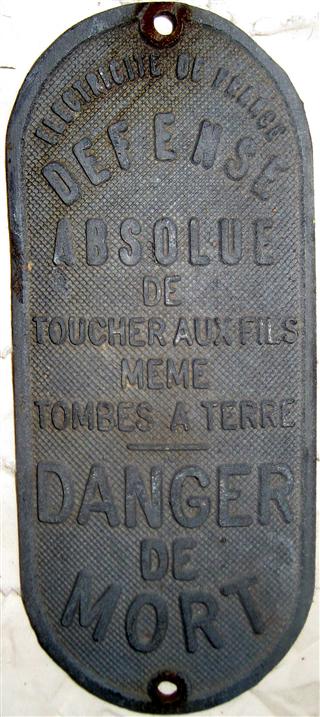 ELECTRICITE DE FRANCE
DEFENSE
ABSOLUE
DE
TOUCHER AUX FILS
MEME
TOMBES A TERRE
DANGER
DE
MORT